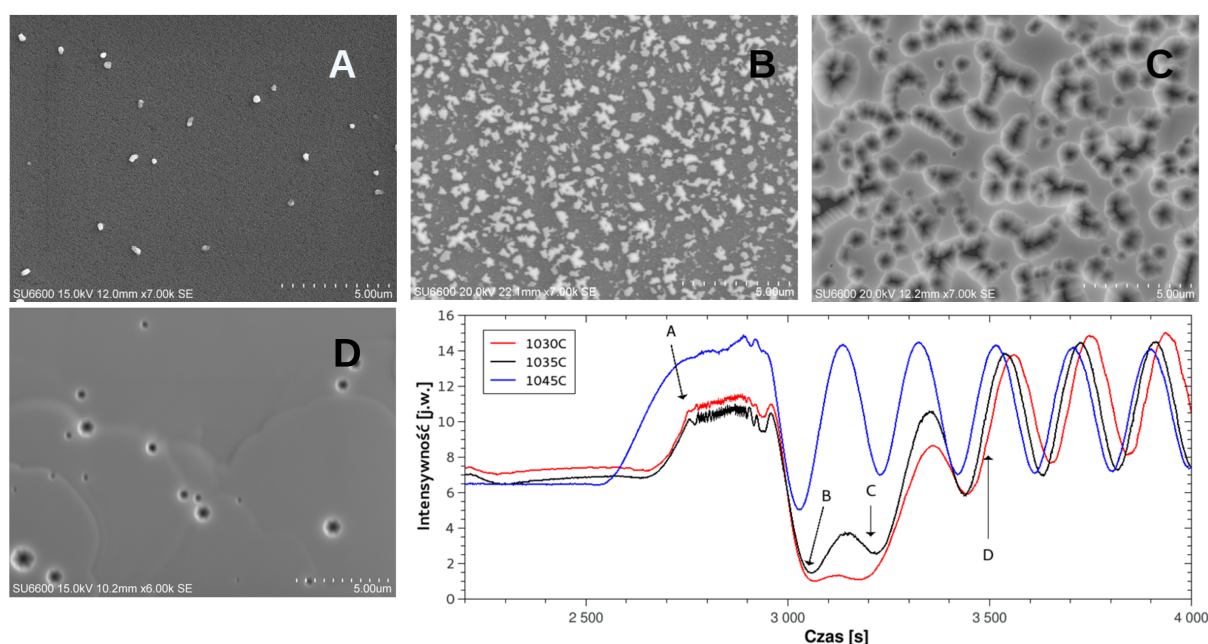 A
SU6600 15.0kV 12.0mm x7.00k SE
5.00um
B
SU6600 20.0kV 22.1mm x7.00k SE
5.00um
C
SU6600 20.0kV 12.2mm x7.00k SE
5.00um
D
SU6600 15.0kV 10.2mm x6.00k SE
5.00um
16
14
12
10
8
6
4
2
0
Intensywność [j.w.]
1030C
1035C
1045C
A
B
C
D
2 500
3 000
3 500
4 000
Czas [s]